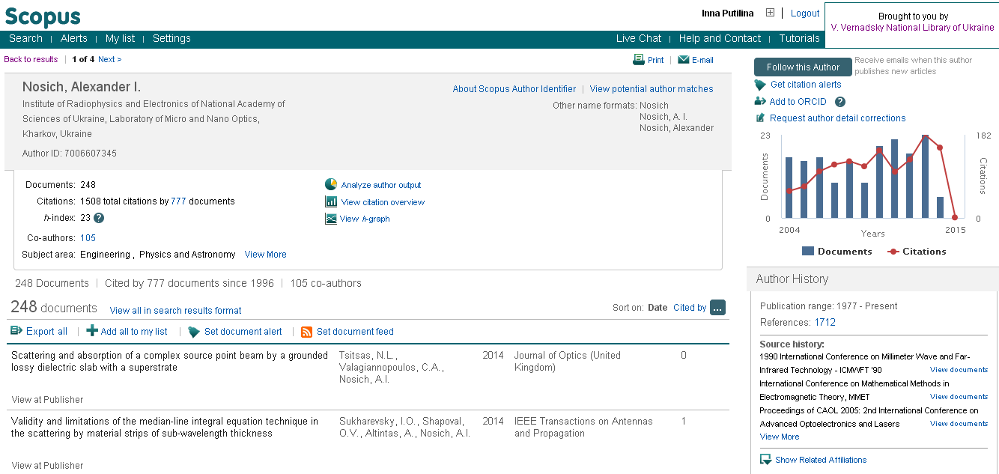 Scopus
Inna Putilina | Logout
Brought to you by
V. Vernadsky National Library of Ukraine
Search | Alerts | My list | Settings
Live Chat | Help and Contact | Tutorials
Back to results | 1 of 4 Next >
Print | E-mail
Nosich, Alexander I.
Institute of Radiophysics and Electronics of National Academy of
Sciences of Ukraine, Laboratory of Micro and Nano Optics,
Kharkov, Ukraine
Author ID: 7006607345
About Scopus Author Identifier | View potential author matches
Other name formats: Nosich
Nosich, A. I.
Nosich, Alexander
Documents: 248
Citations: 1508 total citations by 777 documents
h-index: 23 ?
Co-authors: 105
Subject area: Engineering , Physics and Astronomy View More
Analyze author output
View citation overview
View h-graph
248 Documents | Cited by 777 documents since 1996 | 105 co-authors
248 documents View all in search results format
Sort on: Date Cited by ...
Export all | Add all to my list | Set document alert | Set document feed
Scattering and absorption of a complex source point beam by a grounded
lossy dielectric slab with a superstrate
Tsitsas, N.L.,
Valagiannopoulos, C.A.,
Nosich, A.I.
2014
Journal of Optics (United
Kingdom)
0
View at Publisher
Validity and limitations of the median-line integral equation technique in
the scattering by material strips of sub-wavelength thickness
Sukharevsky, I.O., Shapoval,
O.V., Altintas, A., Nosich, A.I.
2014
IEEE Transactions on Antennas
and Propagation
1
View at Publisher
Follow this Author
Receive emails when this author
publishes new articles
Get citation alerts
Add to ORCID ?
Request author detail corrections
23
182
Documents
Citations
0
0
2004
2015
Years
Documents
Citations
Author History
Publication range: 1977 - Present
References: 1712
Source history:
1990 International Conference on Millimeter Wave and Far-
Infrared Technology - ICMWFT '90 View documents
International Conference on Mathematical Methods in
Electromagnetic Theory, MMET View documents
Proceedings of CAOL 2005: 2nd International Conference on
Advanced Optoelectronics and Lasers View documents
View More
Show Related Affiliations